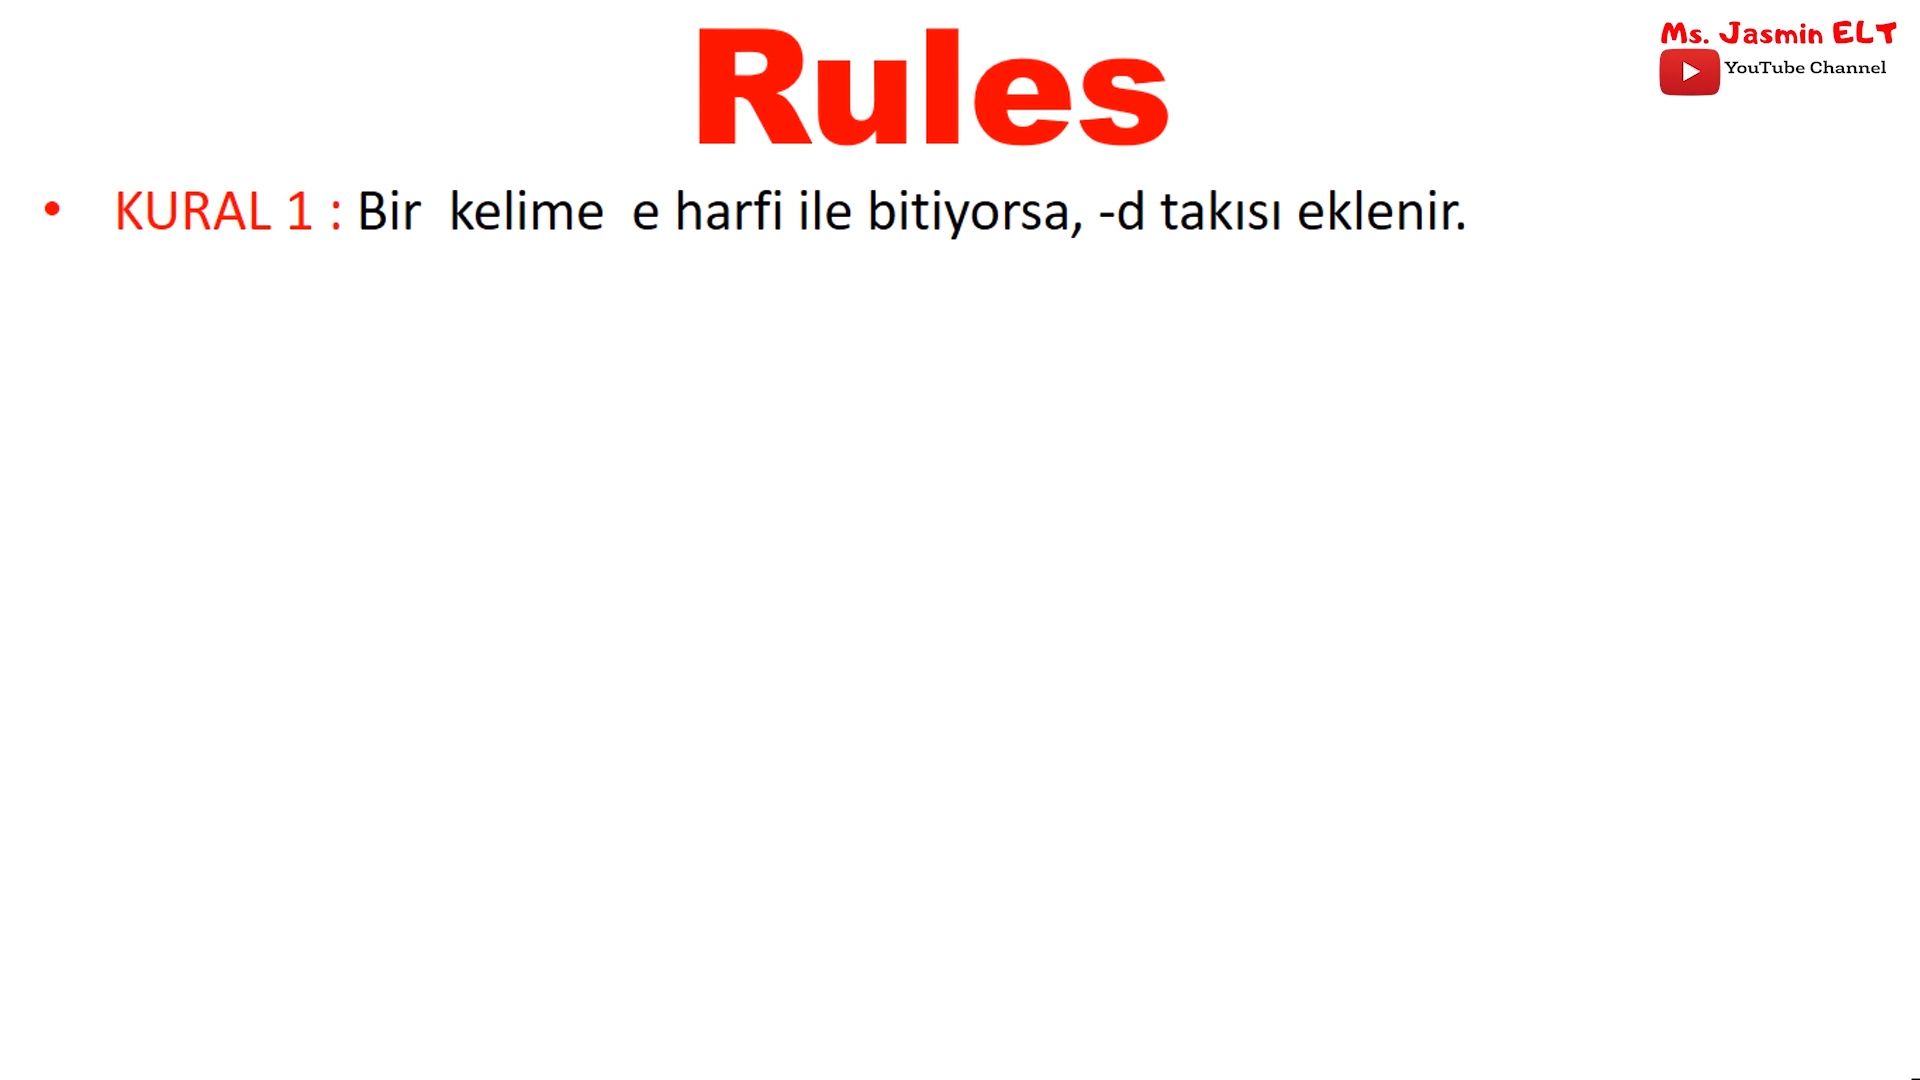 Rules
Ms. Jasmin ELT
YouTube Channel
• KURAL 1 : Bir kelime e harfi ile bitiyorsa, -d takısı eklenir.